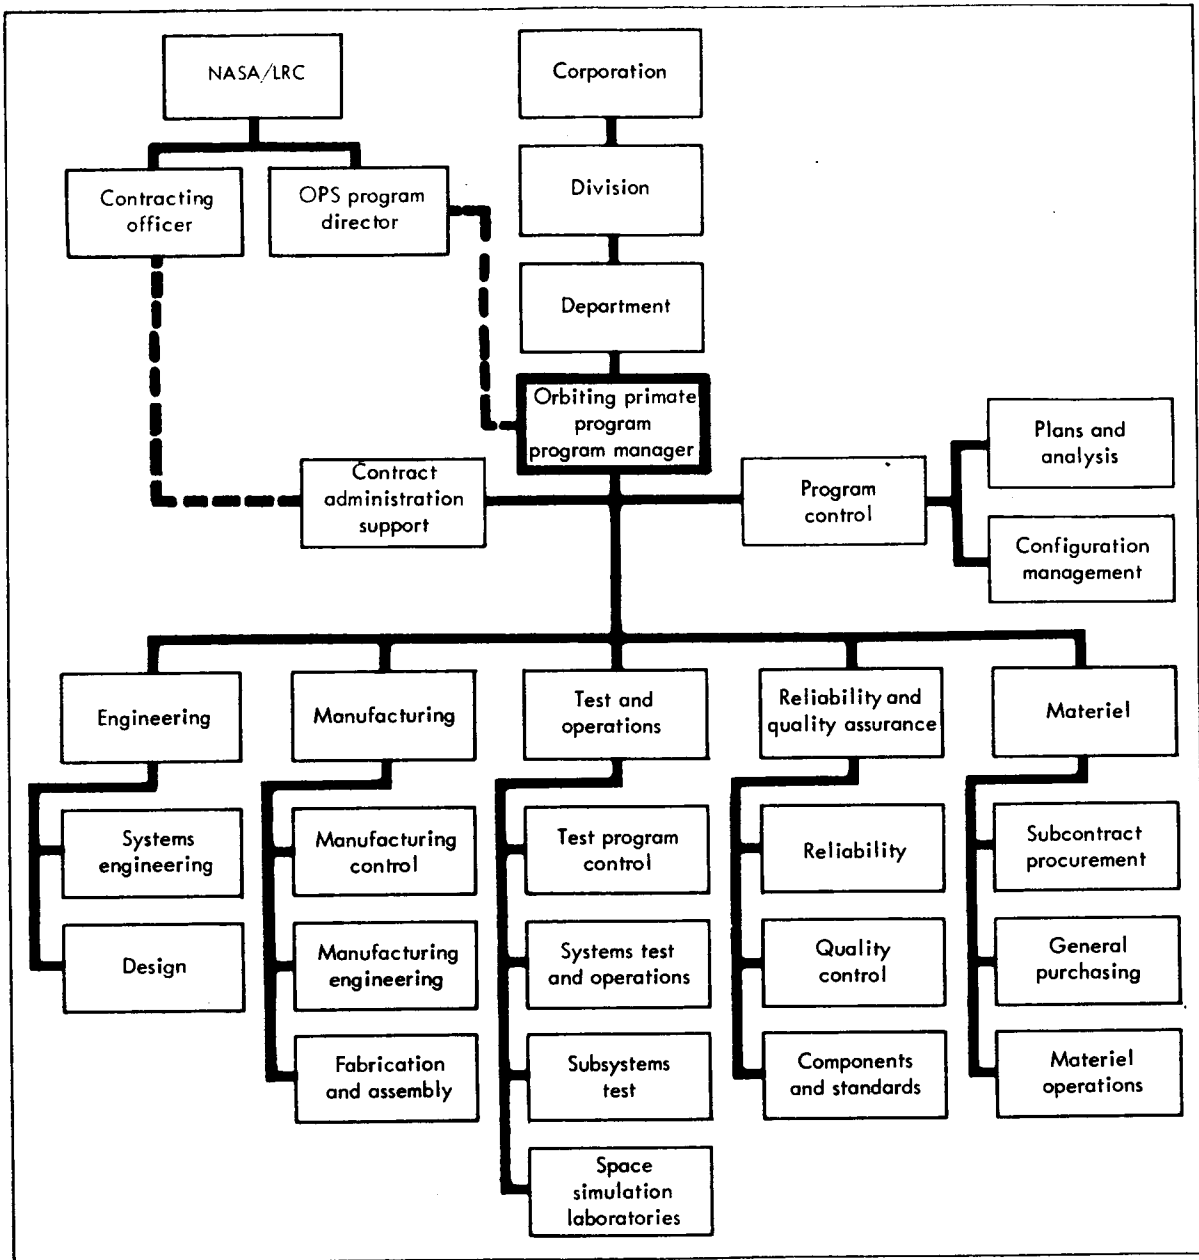 NASA/LRC
Corporation
Contracting
officer
OPS program
director
Division
Department
Orbiting primate
program
program manager
Contract
administration
support
Program
control
Plans and
analysis
Configuration
management
Engineering
Manufacturing
Test and
operations
Reliability and
quality assurance
Materiel
Systems
engineering
Design
Manufacturing
control
Manufacturing
engineering
Fabrication
and assembly
Test program
control
Systems test
and operations
Subsystems
test
Space
simulation
laboratories
Reliability
Quality
control
Components
and standards
Subcontract
procurement
General
purchasing
Materiel
operations